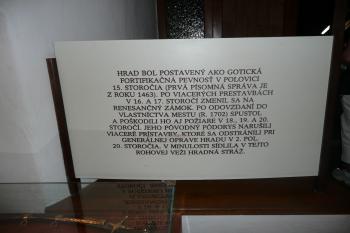 HRAD BOL POSTAVENÝ AKO GOTICKÁ
FORTIFIKAČNÁ PEVNOSŤ V POLOVICI
15. STOROČIA (PRVÁ PÍSOMNÁ SPRÁVA JE
Z ROKU 1463). PO VIACERÝCH PRESTAVBÁCH
V 16. A 17. STOROČÍ ZMENIL SA NA
RENESANČNÝ ZÁMOK. PO ODOVZDANÍ DO
VLASTNÍCTVA MESTU (R. 1702) SPUSTOL
A POŠKODILI HO AJ POŽIARE V 18., 19. A 20.
STOROČÍ. JEHO PÔVODNÝ PÔDORYS NARUŠILI
VIACERÉ PRÍSTAVBY, KTORÉ SA ODSTRÁNILI PRI
GENERÁLNEJ OPRAVE HRADU V 2. POL.
20. STOROČIA. V MINULOSTI SÍDLILA V TEJTO
ROHOVEJ VEŽI HRADNÁ STRÁŽ.